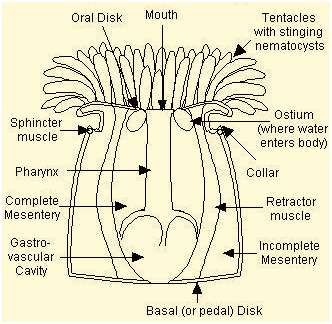 Oral Disk
Mouth
Tentacles
with stinging
nematocysts
Sphincter
muscle
Ostium
(where water
enters body)
Pharynx
Collar
Complete
Mesentery
Retractor
muscle
Gastro-
vascular
Cavity
Incomplete
Mesentery
Basal (or pedal) Disk